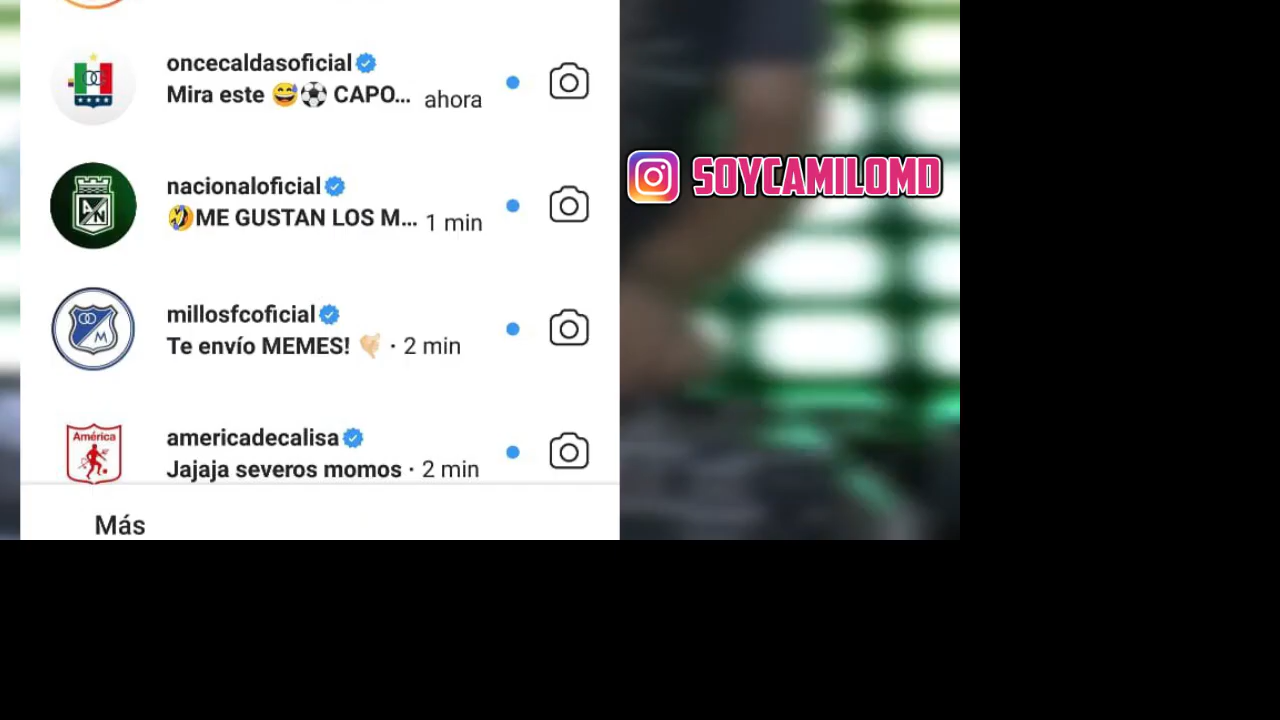 oncecaldasoficial
Mira este 😅⚽ CAPO... ahora
nacionaloficial
🤣ME GUSTAN LOS M... 1 min
millosfcoficial
Te envío MEMES! · 2 min
América
americadecalisa
Jajaja severos momos · 2 min
Más
SOYCAMILOMD